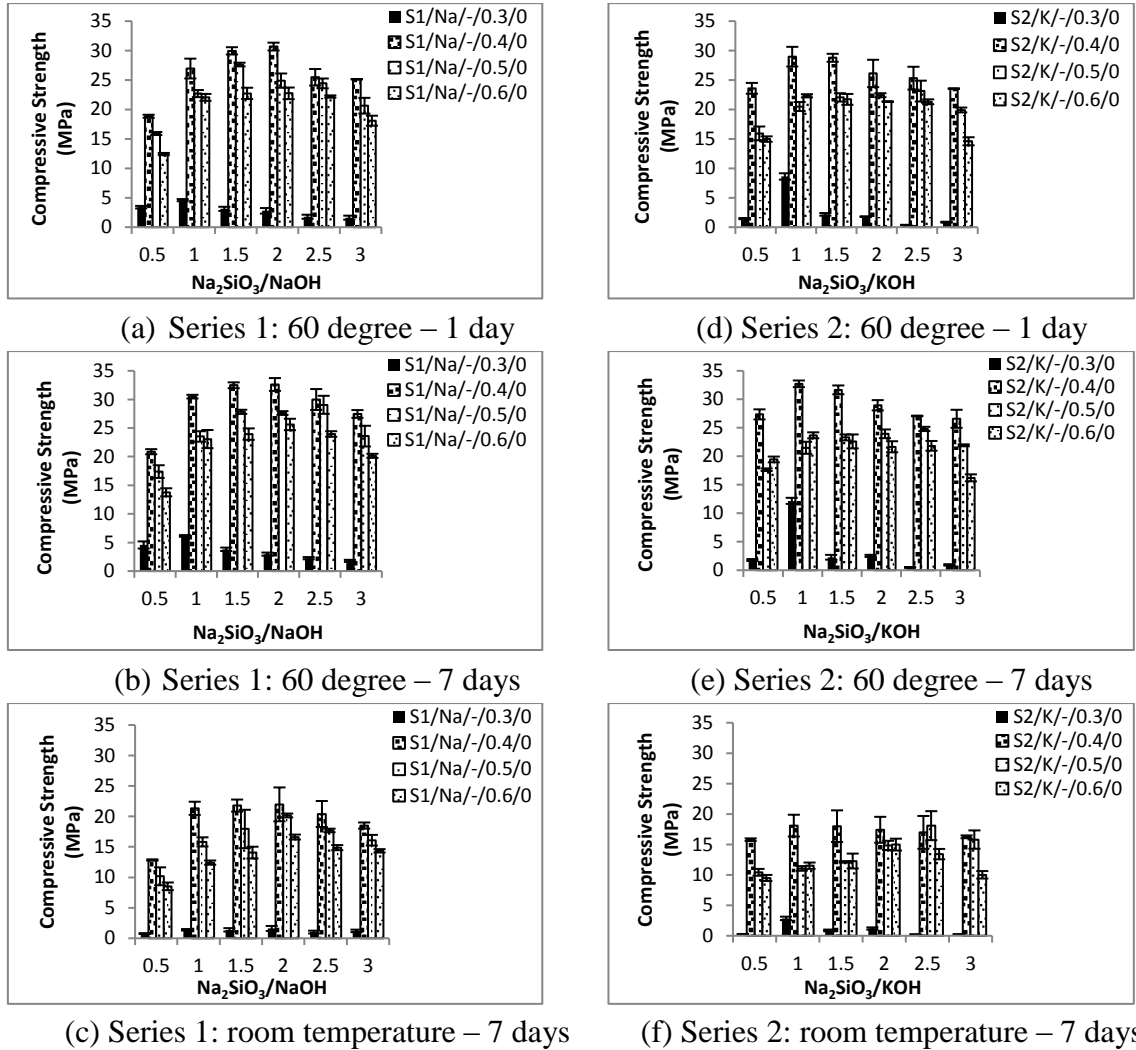 35
30
25
20
15
10
5
0
Compressive Strength
(MPa)
0.5 1 1.5 2 2.5 3
Na₂SiO₃/NaOH
S1/Na/-/0.3/0
S1/Na/-/0.4/0
S1/Na/-/0.5/0
S1/Na/-/0.6/0
(a) Series 1: 60 degree – 1 day
35
30
25
20
15
10
5
0
Compressive Strength
(MPa)
0.5 1 1.5 2 2.5 3
Na₂SiO₃/KOH
S2/K/-/0.3/0
S2/K/-/0.4/0
S2/K/-/0.5/0
S2/K/-/0.6/0
(d) Series 2: 60 degree – 1 day
35
30
25
20
15
10
5
0
Compressive Strength
(MPa)
0.5 1 1.5 2 2.5 3
Na₂SiO₃/NaOH
S1/Na/-/0.3/0
S1/Na/-/0.4/0
S1/Na/-/0.5/0
S1/Na/-/0.6/0
(b) Series 1: 60 degree – 7 days
35
30
25
20
15
10
5
0
Compressive Strength
(MPa)
0.5 1 1.5 2 2.5 3
Na₂SiO₃/KOH
S2/K/-/0.3/0
S2/K/-/0.4/0
S2/K/-/0.5/0
S2/K/-/0.6/0
(e) Series 2: 60 degree – 7 days
35
30
25
20
15
10
5
0
Compressive Strength
(MPa)
0.5 1 1.5 2 2.5 3
Na₂SiO₃/NaOH
S1/Na/-/0.3/0
S1/Na/-/0.4/0
S1/Na/-/0.5/0
S1/Na/-/0.6/0
(c) Series 1: room temperature – 7 days
35
30
25
20
15
10
5
0
Compressive Strength
(MPa)
0.5 1 1.5 2 2.5 3
Na₂SiO₃/KOH
S2/K/-/0.3/0
S2/K/-/0.4/0
S2/K/-/0.5/0
S2/K/-/0.6/0
(f) Series 2: room temperature – 7 days